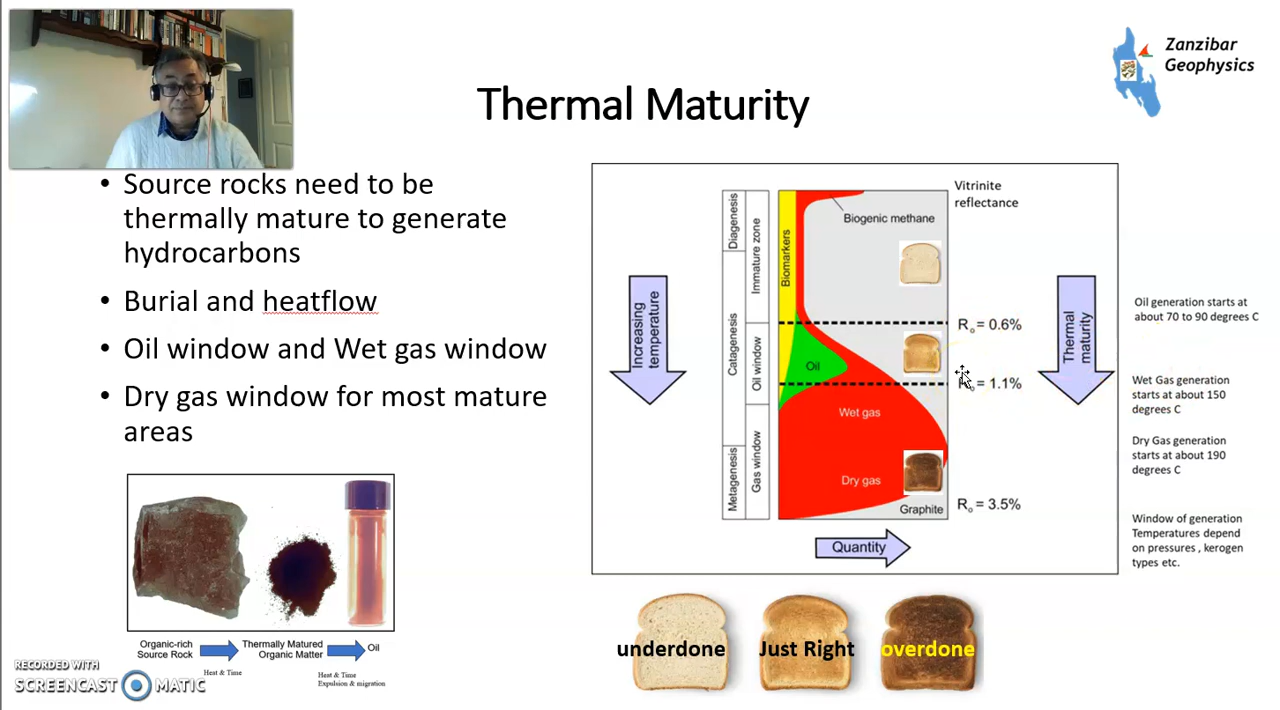 Zanzibar
Geophysics
Thermal Maturity
• Source rocks need to be
thermally mature to generate
hydrocarbons
• Burial and heatflow
• Oil window and Wet gas window
• Dry gas window for most mature
areas
Organic-rich
Source Rock
Heat & Time
Thermally Matured
Organic Matter
Heat & Time
Expulsion & migration
Oil
RECORDED WITH
SCREENCAST MATIC
Increasing
temperature
Diagenesis
Catagenesis
Metagenesis
Immature zone
Oil window
Gas window
Biomarkers
Biogenic methane
Oil
Wet gas
Dry gas
Graphite
Quantity
Vitrinite
reflectance
Ro = 0.6%
Ro = 1.1%
Ro = 3.5%
Thermal
maturity
Oil generation starts at
about 70 to 90 degrees C
Wet Gas generation
starts at about 150
degrees C
Dry Gas generation
starts at about 190
degrees C
Window of generation
Temperatures depend
on pressures , kerogen
types etc.
underdone
Just Right
overdone